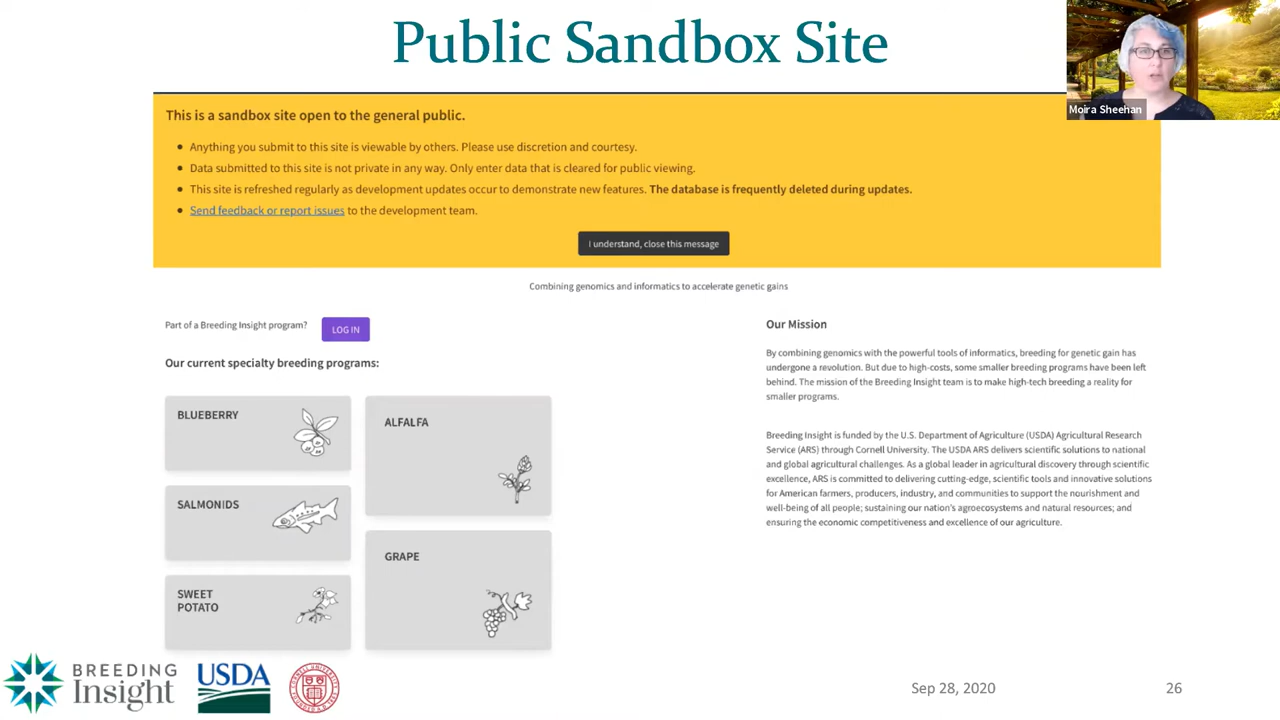 Public Sandbox Site
Moira Sheehan
This is a sandbox site open to the general public.
Anything you submit to this site is viewable by others. Please use discretion and courtesy.
Data submitted to this site is not private in any way. Only enter data that is cleared for public viewing.
This site is refreshed regularly as development updates occur to demonstrate new features. The database is frequently deleted during updates.
Send feedback or report issues to the development team.
I understand, close this message
Combining genomics and informatics to accelerate genetic gains
Part of a Breeding Insight program?
LOG IN
Our current specialty breeding programs:
BLUEBERRY
SALMONIDS
SWEET
POTATO
ALFALFA
GRAPE
Our Mission
By combining genomics with the powerful tools of informatics, breeding for genetic gain has
undergone a revolution. But due to high-costs, some smaller breeding programs have been left
behind. The mission of the Breeding Insight team is to make high-tech breeding a reality for
smaller programs.
Breeding Insight is funded by the U.S. Department of Agriculture (USDA) Agricultural Research
Service (ARS) through Cornell University. The USDA ARS delivers scientific solutions to national
and global agricultural challenges. As a global leader in agricultural discovery through scientific
excellence, ARS is committed to delivering cutting-edge, scientific tools and innovative solutions
for American farmers, producers, industry, and communities to support the nourishment and
well-being of all people; sustaining our nation's agroecosystems and natural resources; and
ensuring the economic competitiveness and excellence of our agriculture.
BREEDING
Insight
USDA
Sep 28, 2020
26